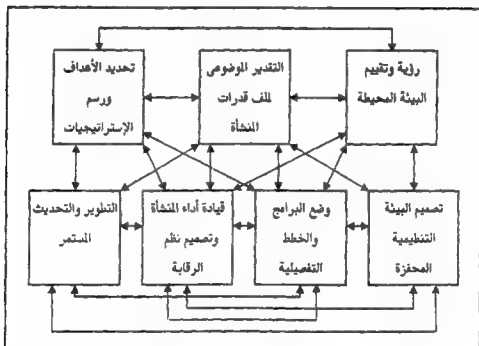 رؤية وتقييم
البيئة المحيطة
التقدير الموضوعى
لملف قدرات
المنشأة
تحديد الأهداف
ورسم
الإستراتيجيات
تصميم البيئة
التنظيمية
المحفزة
وضع البرامج
والخطط
التفصيلية
قيادة أداء المنشأة
وتصميم نظم
الرقابة
التطوير والتحديث
المستمر